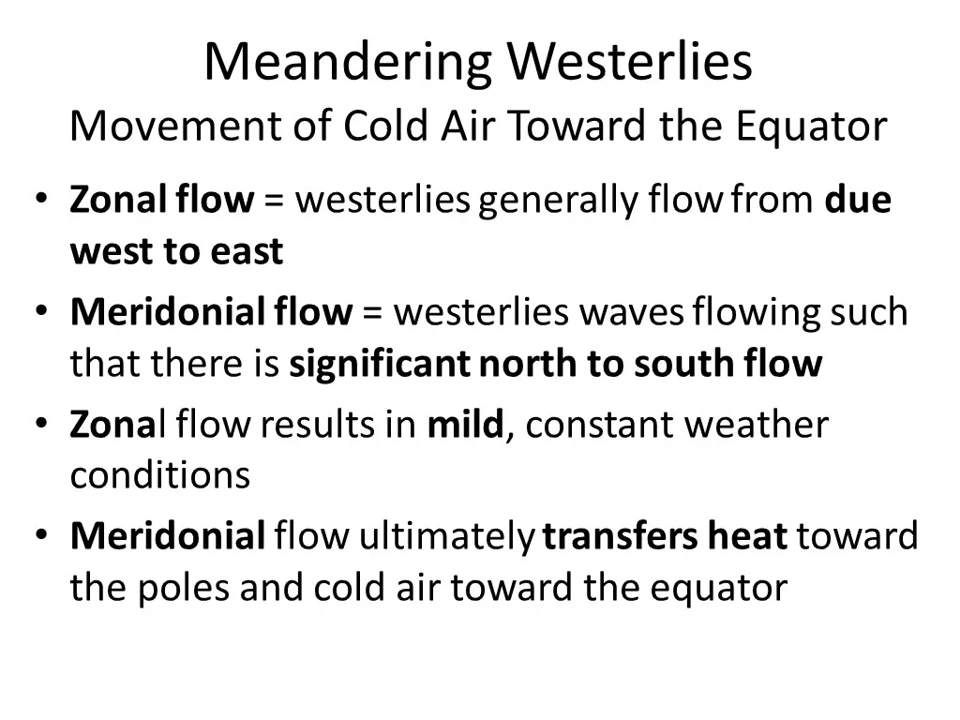 Meandering Westerlies
Movement of Cold Air Toward the Equator
• Zonal flow = westerlies generally flow from due
west to east
• Meridonial flow = westerlies waves flowing such
that there is significant north to south flow
• Zonal flow results in mild, constant weather
conditions
• Meridonial flow ultimately transfers heat toward
the poles and cold air toward the equator